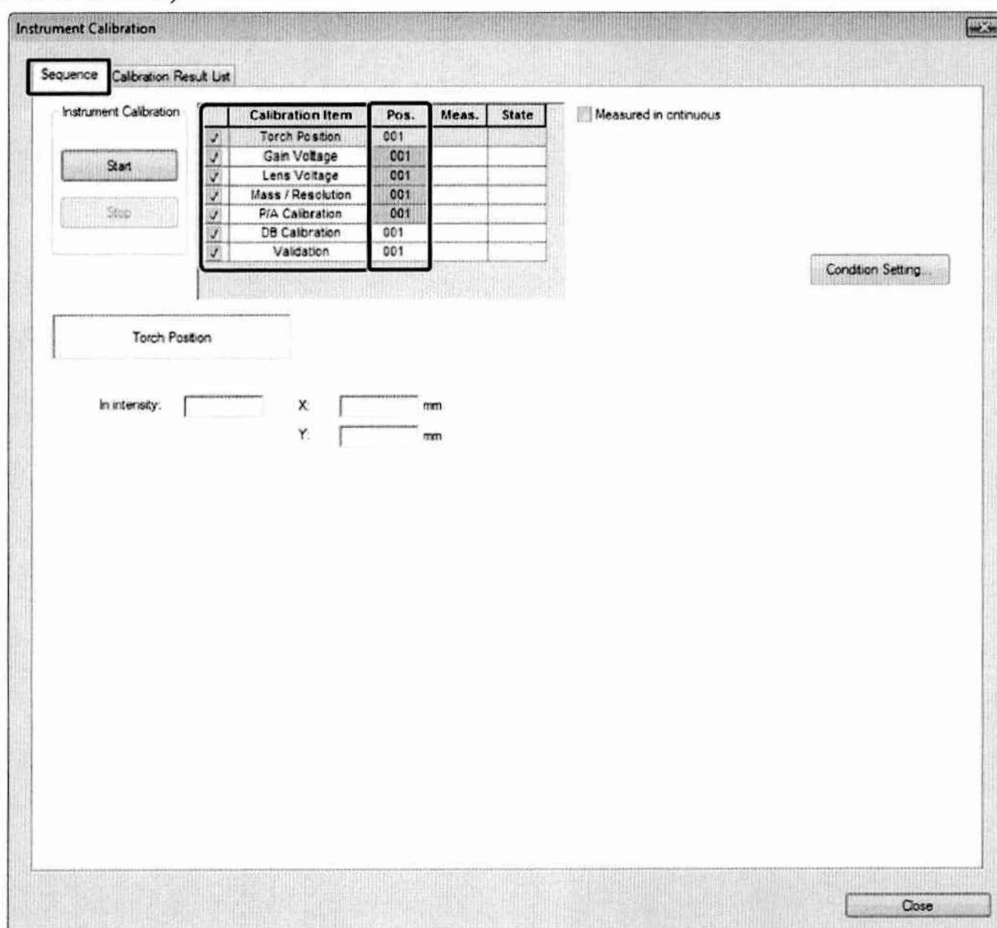 Instrument Calibration
Sequence Calibration Result List
Instrument Calibration
Start
Stop
Calibration Item Pos. Meas. State
Torch Position 001
Gain Voltage 001
Lens Voltage 001
Mass / Resolution 001
P/A Calibration 001
DB Calibration 001
Validation 001
Measured in cntinuous
Condition Setting...
Torch Position
In intensity: X: mm
Y: mm
Close